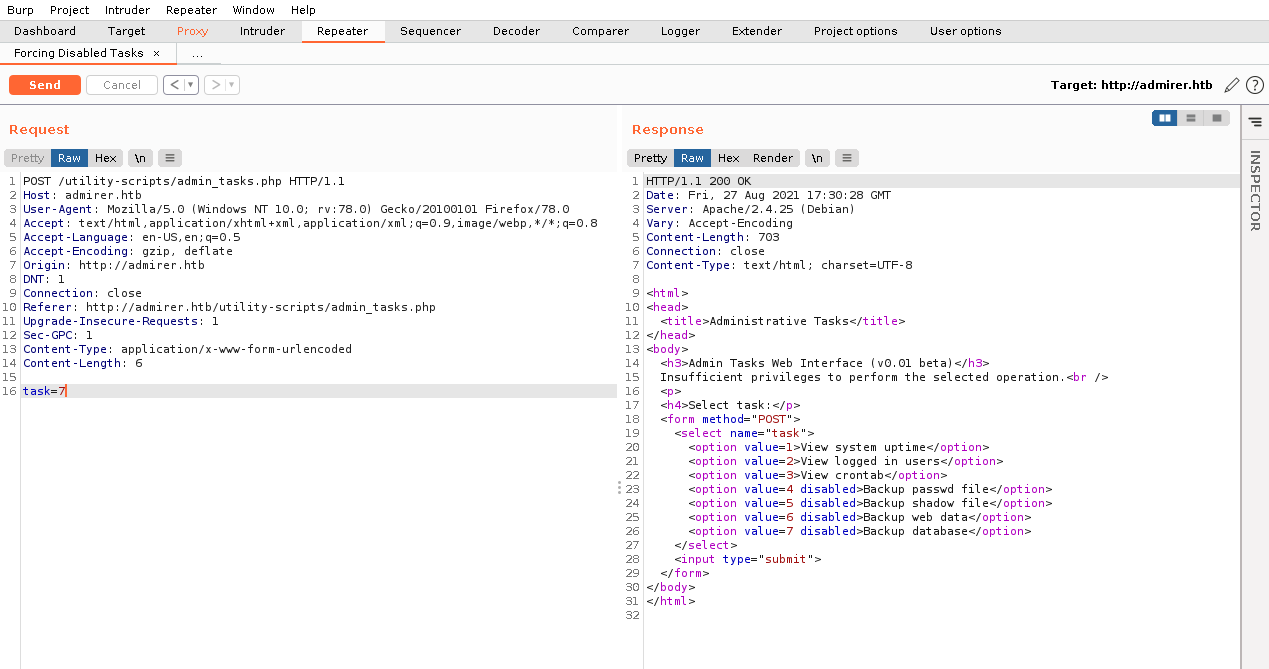 Burp Project Intruder Repeater Window Help
Dashboard Target Proxy Intruder Repeater Sequencer Decoder Comparer Logger Extender Project options User options
Forcing Disabled Tasks × ...
Send Cancel < ▾ > ▾ Target: http://admirer.htb ?
Request
Pretty Raw Hex \n ≡
1 POST /utility-scripts/admin_tasks.php HTTP/1.1
2 Host: admirer.htb
3 User-Agent: Mozilla/5.0 (Windows NT 10.0; rv:78.0) Gecko/20100101 Firefox/78.0
4 Accept: text/html,application/xhtml+xml,application/xml;q=0.9,image/webp,*/*;q=0.8
5 Accept-Language: en-US,en;q=0.5
6 Accept-Encoding: gzip, deflate
7 Origin: http://admirer.htb
8 DNT: 1
9 Connection: close
10 Referer: http://admirer.htb/utility-scripts/admin_tasks.php
11 Upgrade-Insecure-Requests: 1
12 Sec-GPC: 1
13 Content-Type: application/x-www-form-urlencoded
14 Content-Length: 6
15
16 task=7
Response
Pretty Raw Hex Render \n ≡
1 HTTP/1.1 200 OK
2 Date: Fri, 27 Aug 2021 17:30:28 GMT
3 Server: Apache/2.4.25 (Debian)
4 Vary: Accept-Encoding
5 Content-Length: 703
6 Connection: close
7 Content-Type: text/html; charset=UTF-8
8
9 <html>
10 <head>
11   <title>Administrative Tasks</title>
12 </head>
13 <body>
14   <h3>Admin Tasks Web Interface (v0.01 beta)</h3>
15   Insufficient privileges to perform the selected operation.<br />
16   <p>
17   <h4>Select task:</p>
18   <form method="POST">
19     <select name="task">
20       <option value=1>View system uptime</option>
21       <option value=2>View logged in users</option>
22       <option value=3>View crontab</option>
23       <option value=4 disabled>Backup passwd file</option>
24       <option value=5 disabled>Backup shadow file</option>
25       <option value=6 disabled>Backup web data</option>
26       <option value=7 disabled>Backup database</option>
27     </select>
28     <input type="submit">
29   </form>
30 </body>
31 </html>
32
INSPECTOR